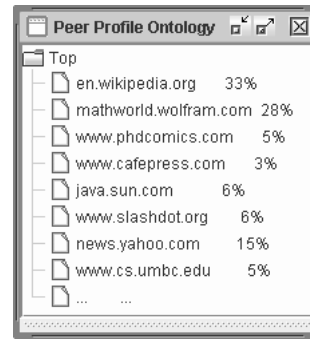 Peer Profile Ontology
Top
en.wikipedia.org 33%
mathworld.wolfram.com 28%
www.phdcomics.com 5%
www.cafepress.com 3%
java.sun.com 6%
www.slashdot.org 6%
news.yahoo.com 15%
www.cs.umbc.edu 5%
... ...